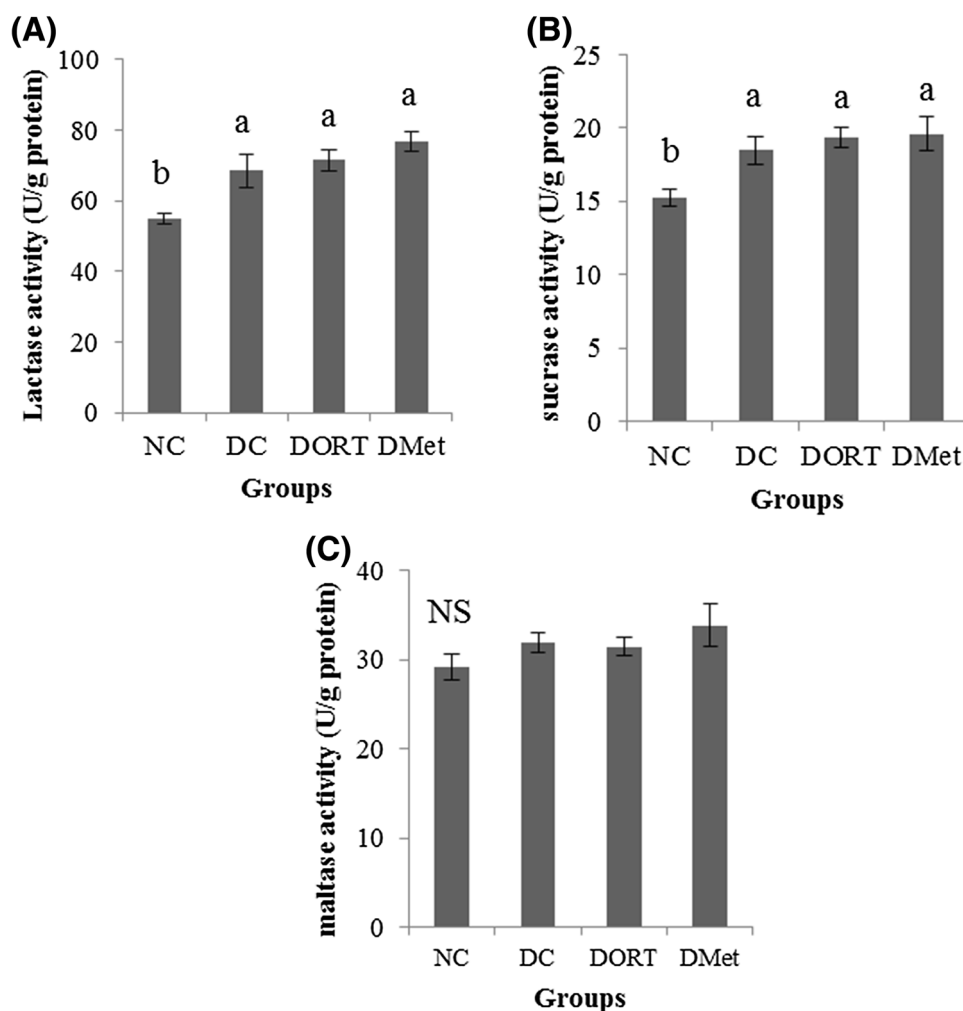 (A)
Lactase activity (U/g protein)
100
80
60
40
20
0
b
a
a
a
NC
DC
DORT
DMet
Groups
(B)
sucrase activity (U/g protein)
25
20
15
10
5
0
b
a
a
a
NC
DC
DORT
DMet
Groups
(C)
maltase activity (U/g protein)
40
30
20
10
0
NS
NC
DC
DORT
DMet
Groups